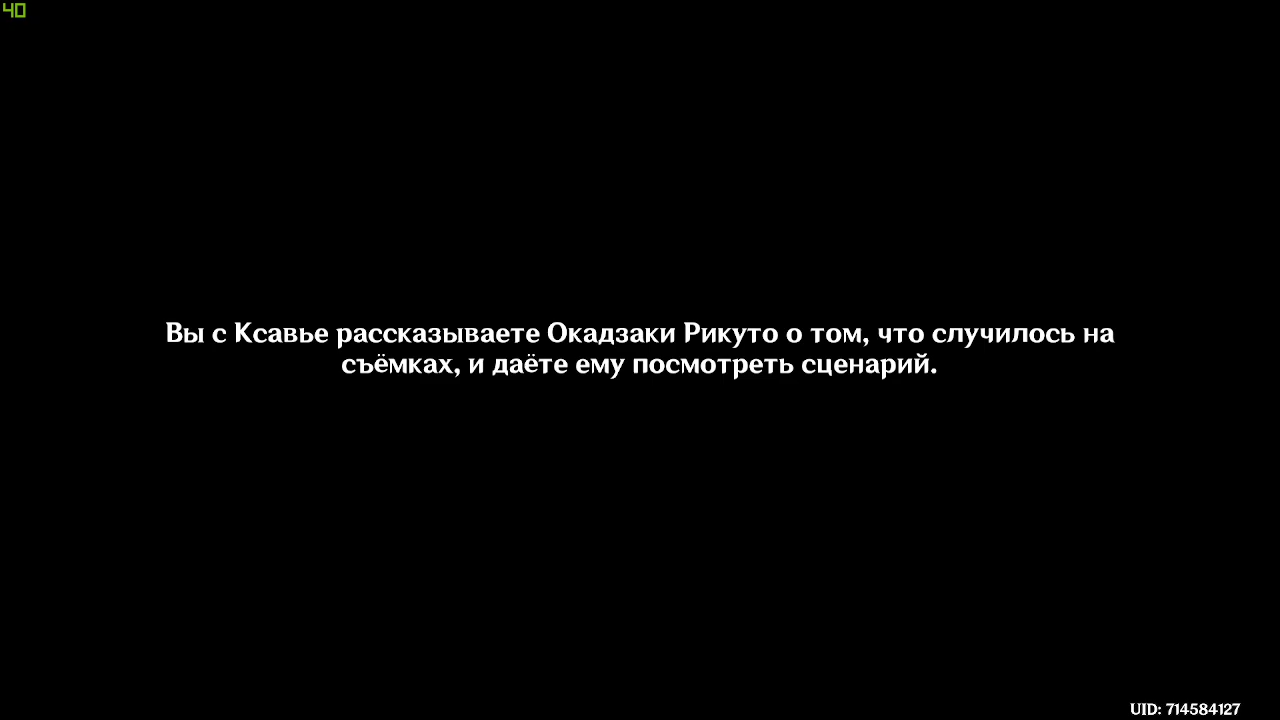 40
Вы с Ксавье рассказываете Окадзаки Рикуто о том, что случилось на
съёмках, и даёте ему посмотреть сценарий.
UID: 714584127